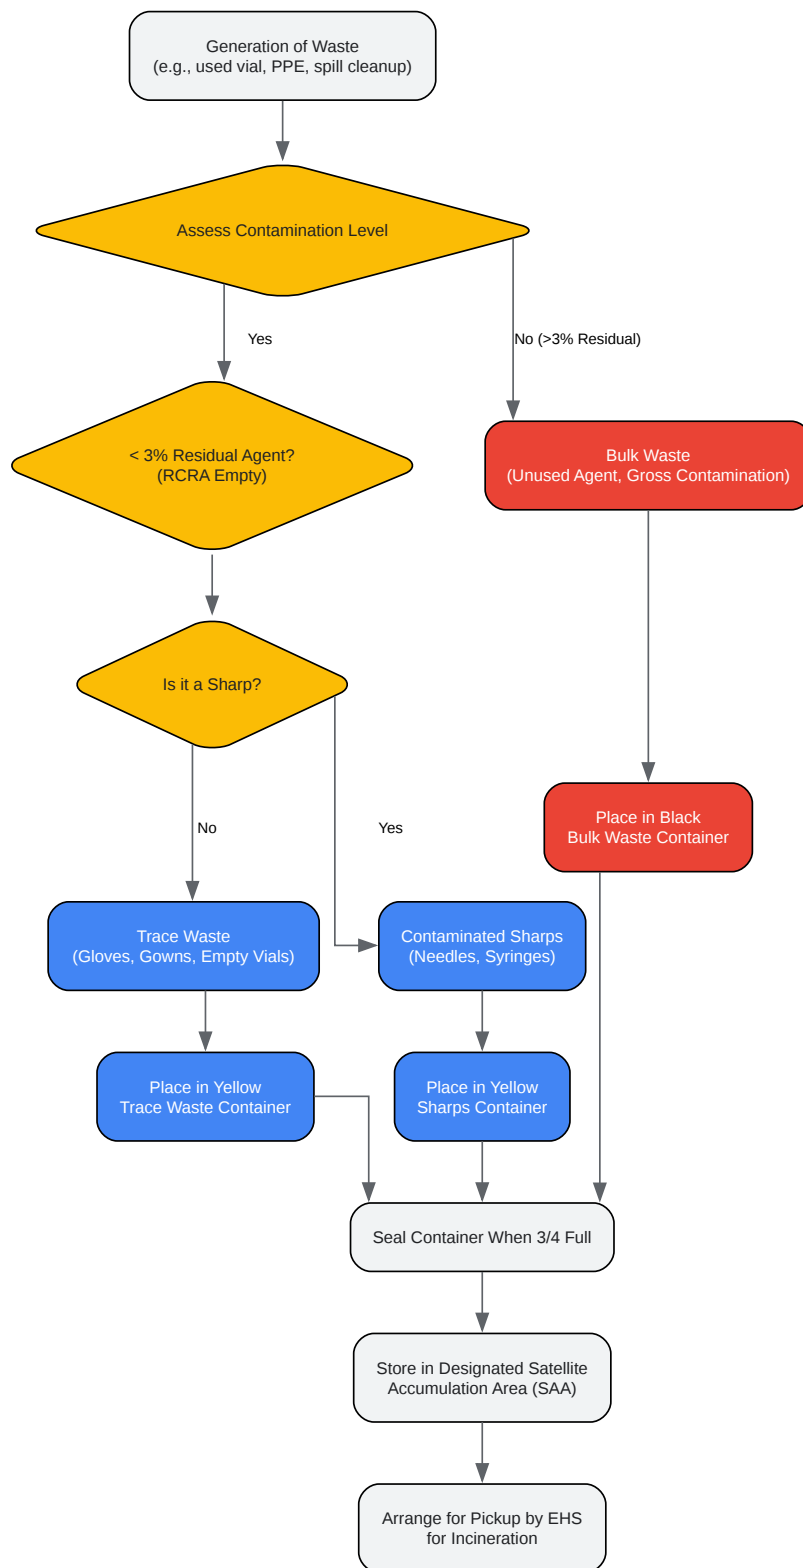 Generation of Waste
(e.g., used vial, PPE, spill cleanup)
Assess Contamination Level
Yes
No (>3% Residual)
< 3% Residual Agent?
(RCRA Empty)
Bulk Waste
(Unused Agent, Gross Contamination)
Is it a Sharp?
No
Yes
Place in Black
Bulk Waste Container
Trace Waste
(Gloves, Gowns, Empty Vials)
Contaminated Sharps
(Needles, Syringes)
Place in Yellow
Trace Waste Container
Place in Yellow
Sharps Container
Seal Container When 3/4 Full
Store in Designated Satellite
Accumulation Area (SAA)
Arrange for Pickup by EHS
for Incineration